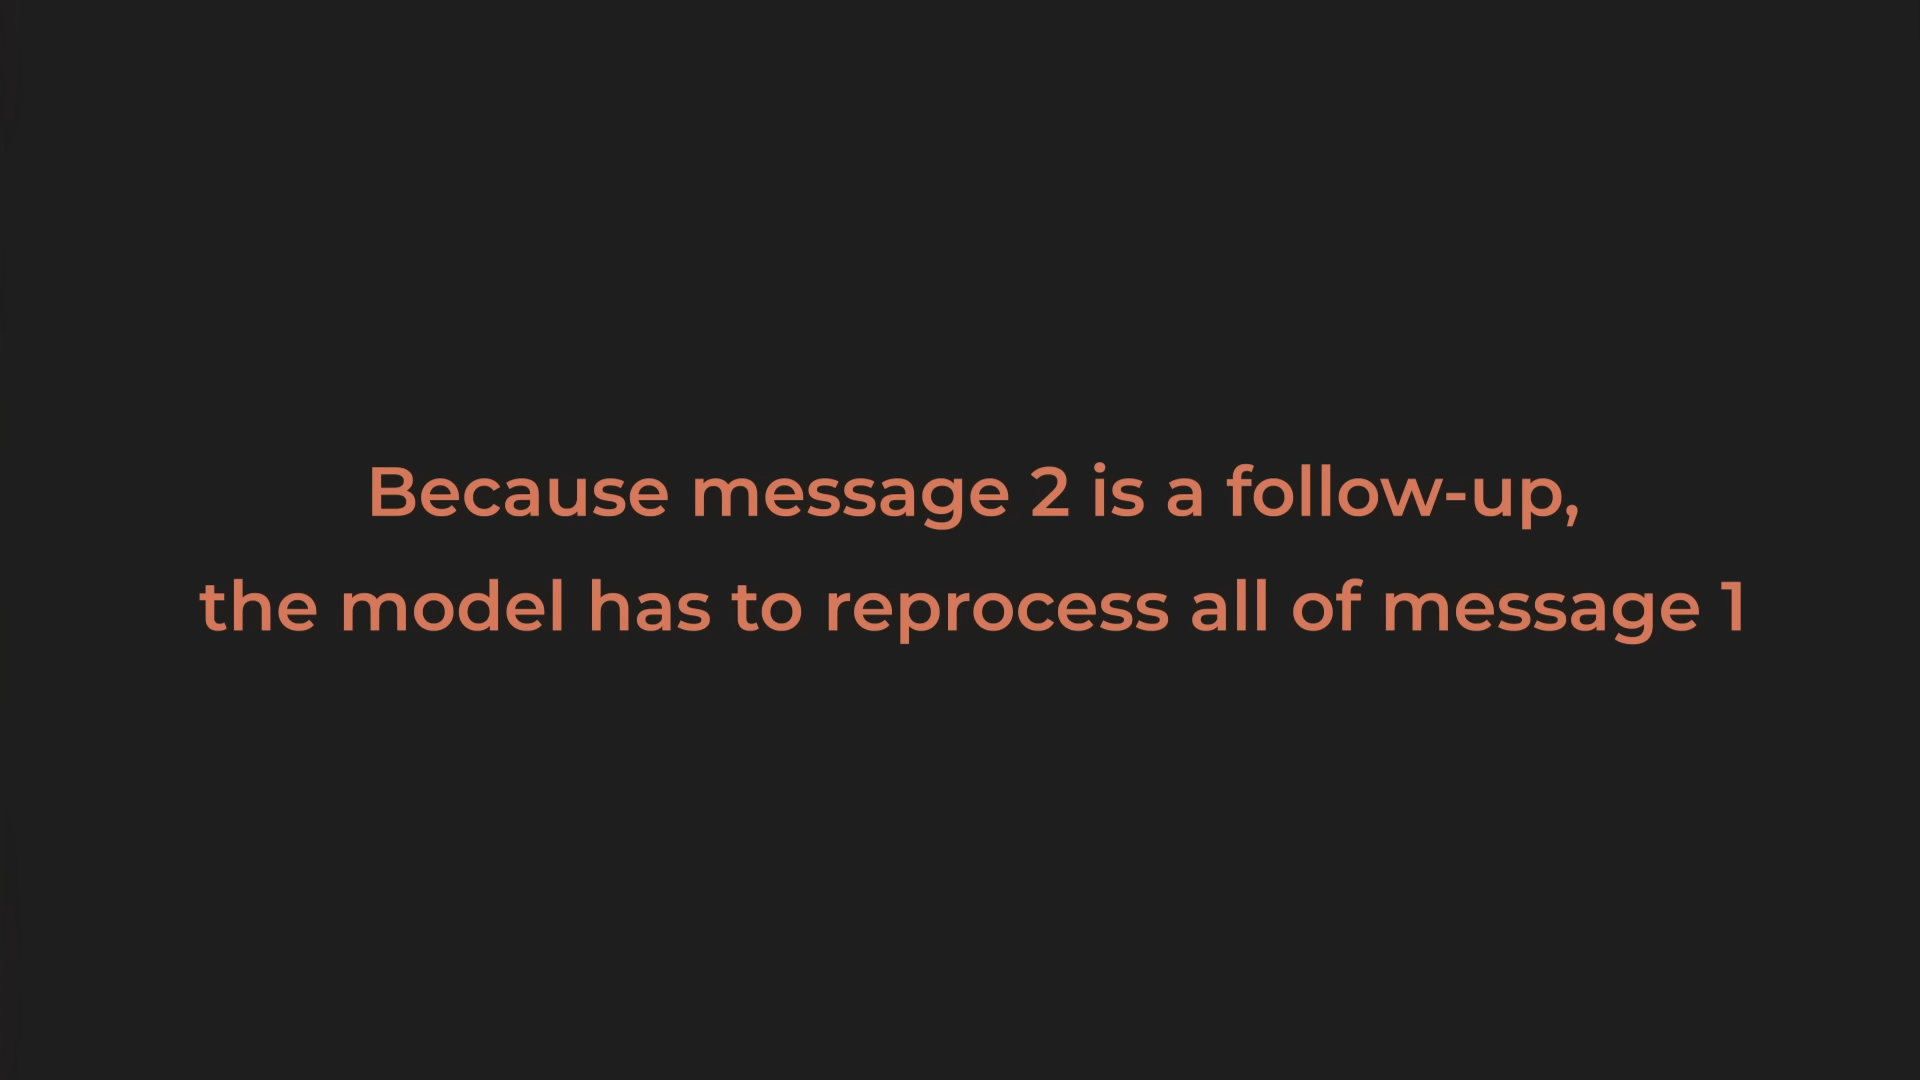 Because message 2 is a follow-up,
the model has to reprocess all of message 1